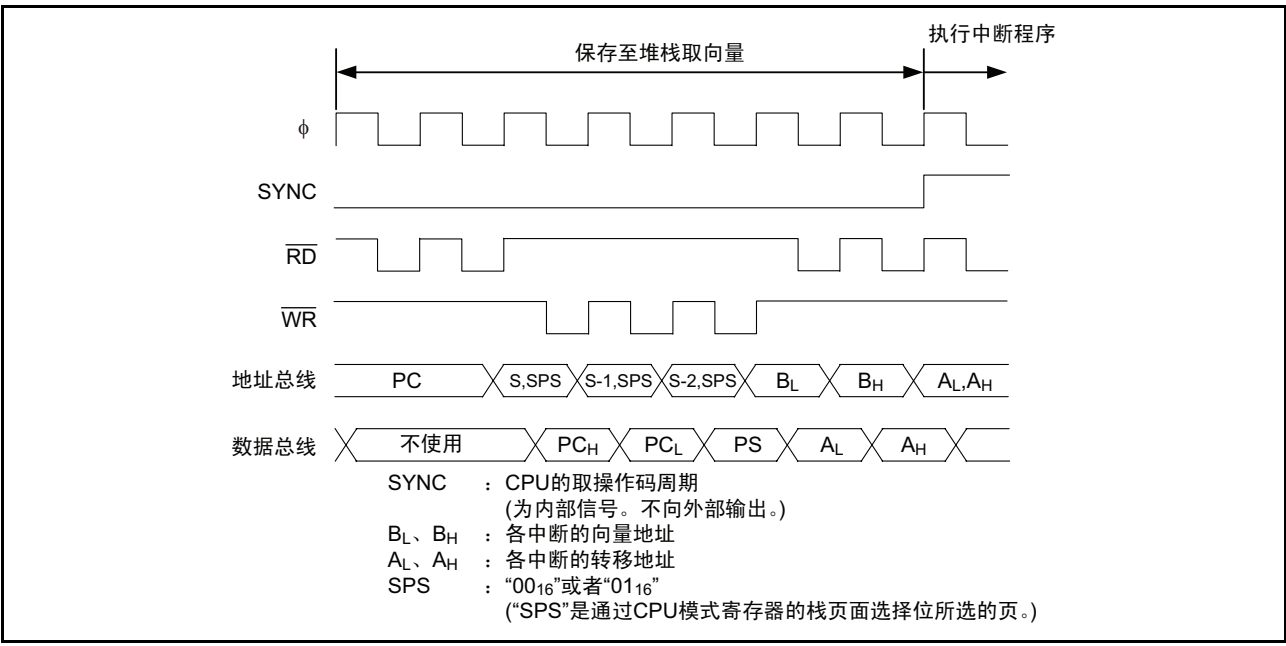 执行中断程序
保存至堆栈取向量
ϕ
SYNC
RD
WR
地址总线 PC S,SPS S-1,SPS S-2,SPS BL BH AL,AH
数据总线 不使用 PCH PCL PS AL AH
SYNC ：CPU的取操作码周期
(为内部信号。不向外部输出。)
BL、BH ：各中断的向量地址
AL、AH ：各中断的转移地址
SPS ：“0016”或者“0116”
(“SPS”是通过CPU模式寄存器的栈页面选择位所选的页。)